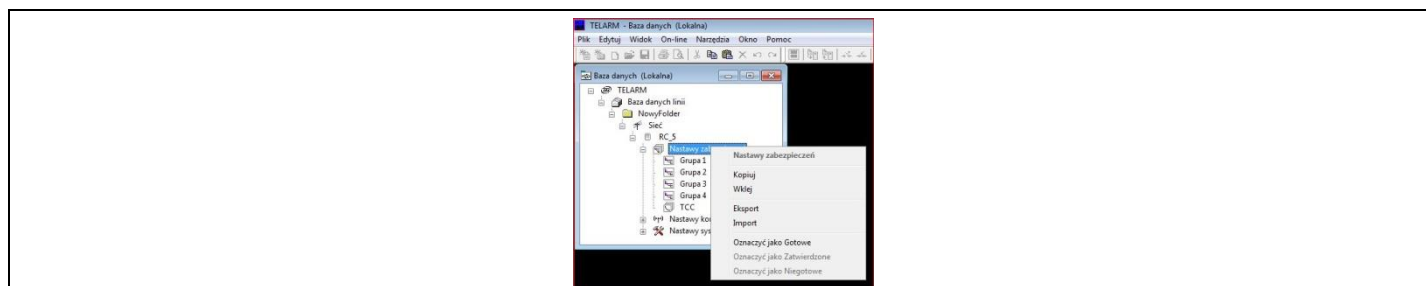 TELARM - Baza danych (Lokalna)
Plik Edytuj Widok On-line Narzędzia Okno Pomoc
Baza danych (Lokalna)
TELARM
Baza danych linii
NowyFolder
Sieć
RC_5
Nastawy zab
Grupa 1
Grupa 2
Grupa 3
Grupa 4
TCC
Nastawy ko
Nastawy sys
Nastawy zabezpieczeń
Kopiuj
Wklej
Eksport
Import
Oznaczyć jako Gotowe
Oznaczyć jako Zatwierdzone
Oznaczyć jako Niegotowe